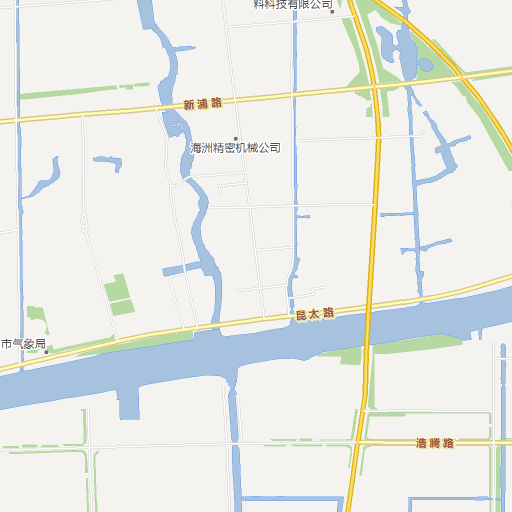 料科技有限公司
新浦路
海洲精密机械公司
昆太路
市气象局
浩腾路